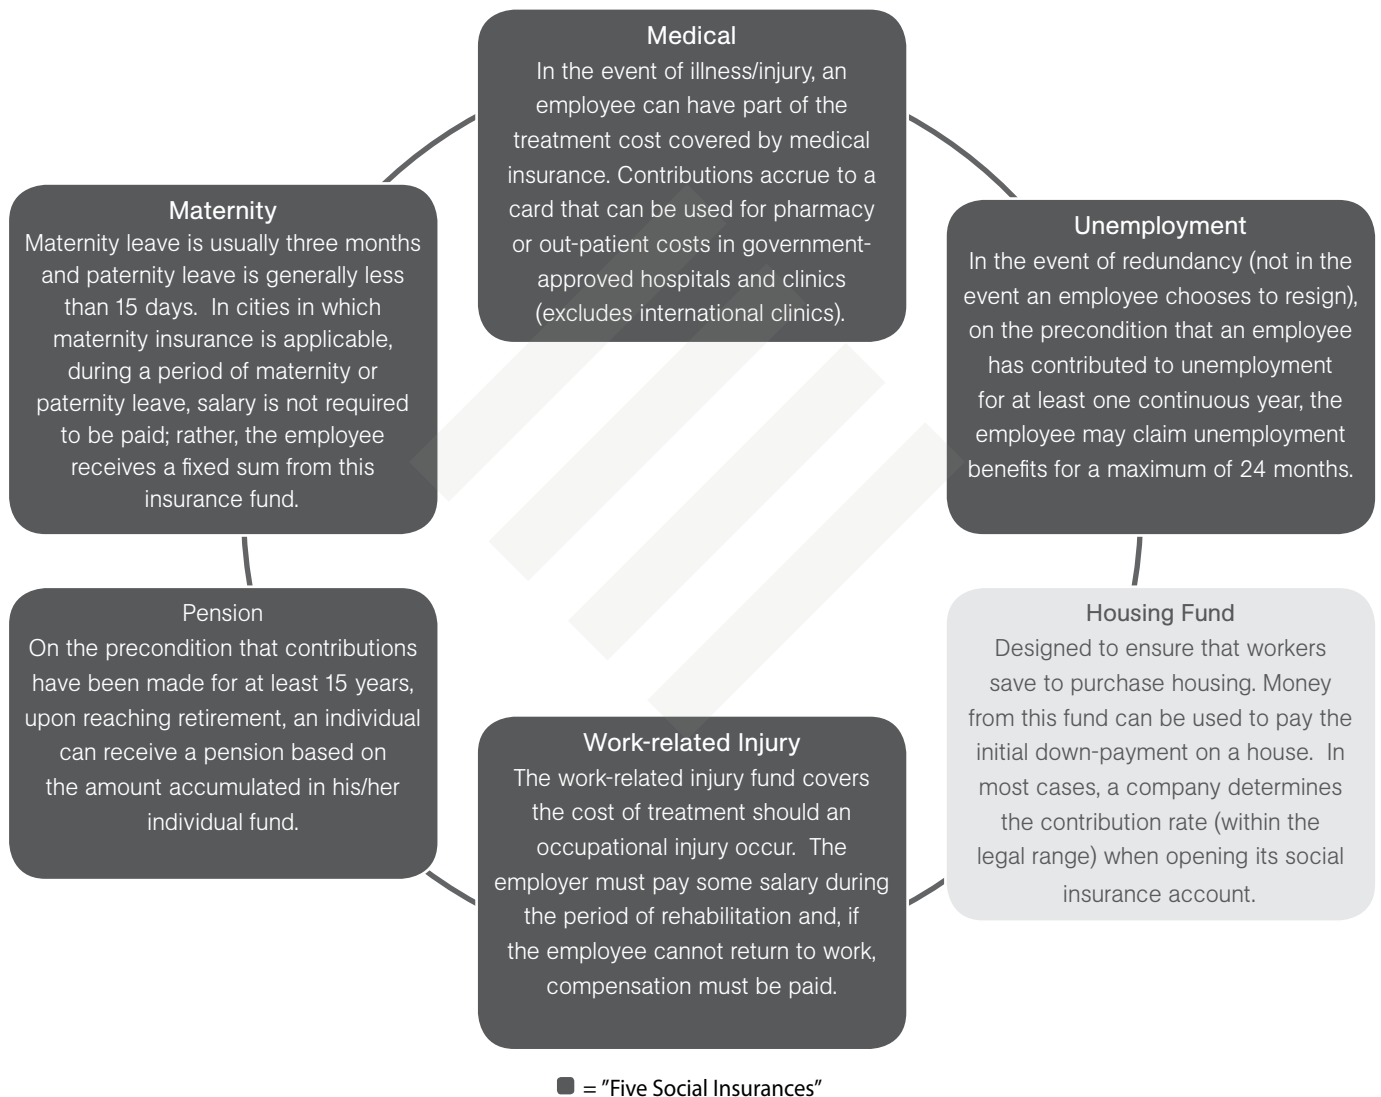 Medical
In the event of illness/injury, an
employee can have part of the
treatment cost covered by medical
insurance. Contributions accrue to a
card that can be used for pharmacy
or out-patient costs in government-
approved hospitals and clinics
(excludes international clinics).
Maternity
Maternity leave is usually three months
and paternity leave is generally less
than 15 days.  In cities in which
maternity insurance is applicable,
during a period of maternity or
paternity leave, salary is not required
to be paid; rather, the employee
receives a fixed sum from this
insurance fund.
Unemployment
In the event of redundancy (not in the
event an employee chooses to resign),
on the precondition that an employee
has contributed to unemployment
for at least one continuous year, the
employee may claim unemployment
benefits for a maximum of 24 months.
Pension
On the precondition that contributions
have been made for at least 15 years,
upon reaching retirement, an individual
can receive a pension based on
the amount accumulated in his/her
individual fund.
Housing Fund
Designed to ensure that workers
save to purchase housing. Money
from this fund can be used to pay the
initial down-payment on a house.  In
most cases, a company determines
the contribution rate (within the
legal range) when opening its social
insurance account.
Work-related Injury
The work-related injury fund covers
the cost of treatment should an
occupational injury occur.  The
employer must pay some salary during
the period of rehabilitation and, if
the employee cannot return to work,
compensation must be paid.
= "Five Social Insurances"